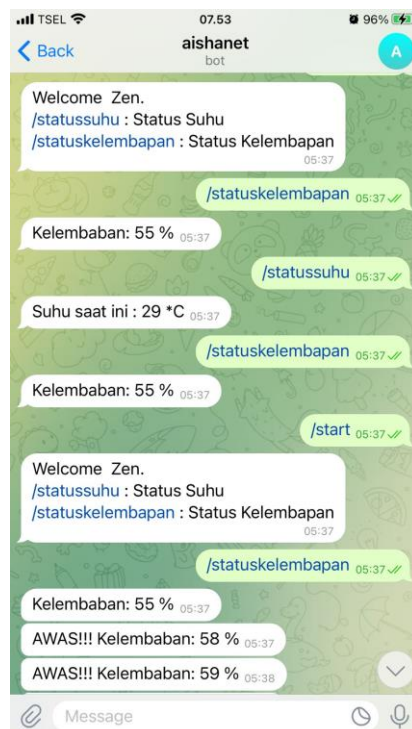 TSEL 07.53 96%
Back aishanet A
bot
Welcome Zen.
/statussuhu : Status Suhu
/statuskelembapan : Status Kelembapan
05:37
/statuskelembapan 05:37
Kelembaban: 55 % 05:37
/statussuhu 05:37
Suhu saat ini : 29 *C 05:37
/statuskelembapan 05:37
Kelembaban: 55 % 05:37
/start 05:37
Welcome Zen.
/statussuhu : Status Suhu
/statuskelembapan : Status Kelembapan
05:37
/statuskelembapan 05:37
Kelembaban: 55 % 05:37
AWAS!!! Kelembaban: 58 % 05:37
AWAS!!! Kelembaban: 59 % 05:38
Message